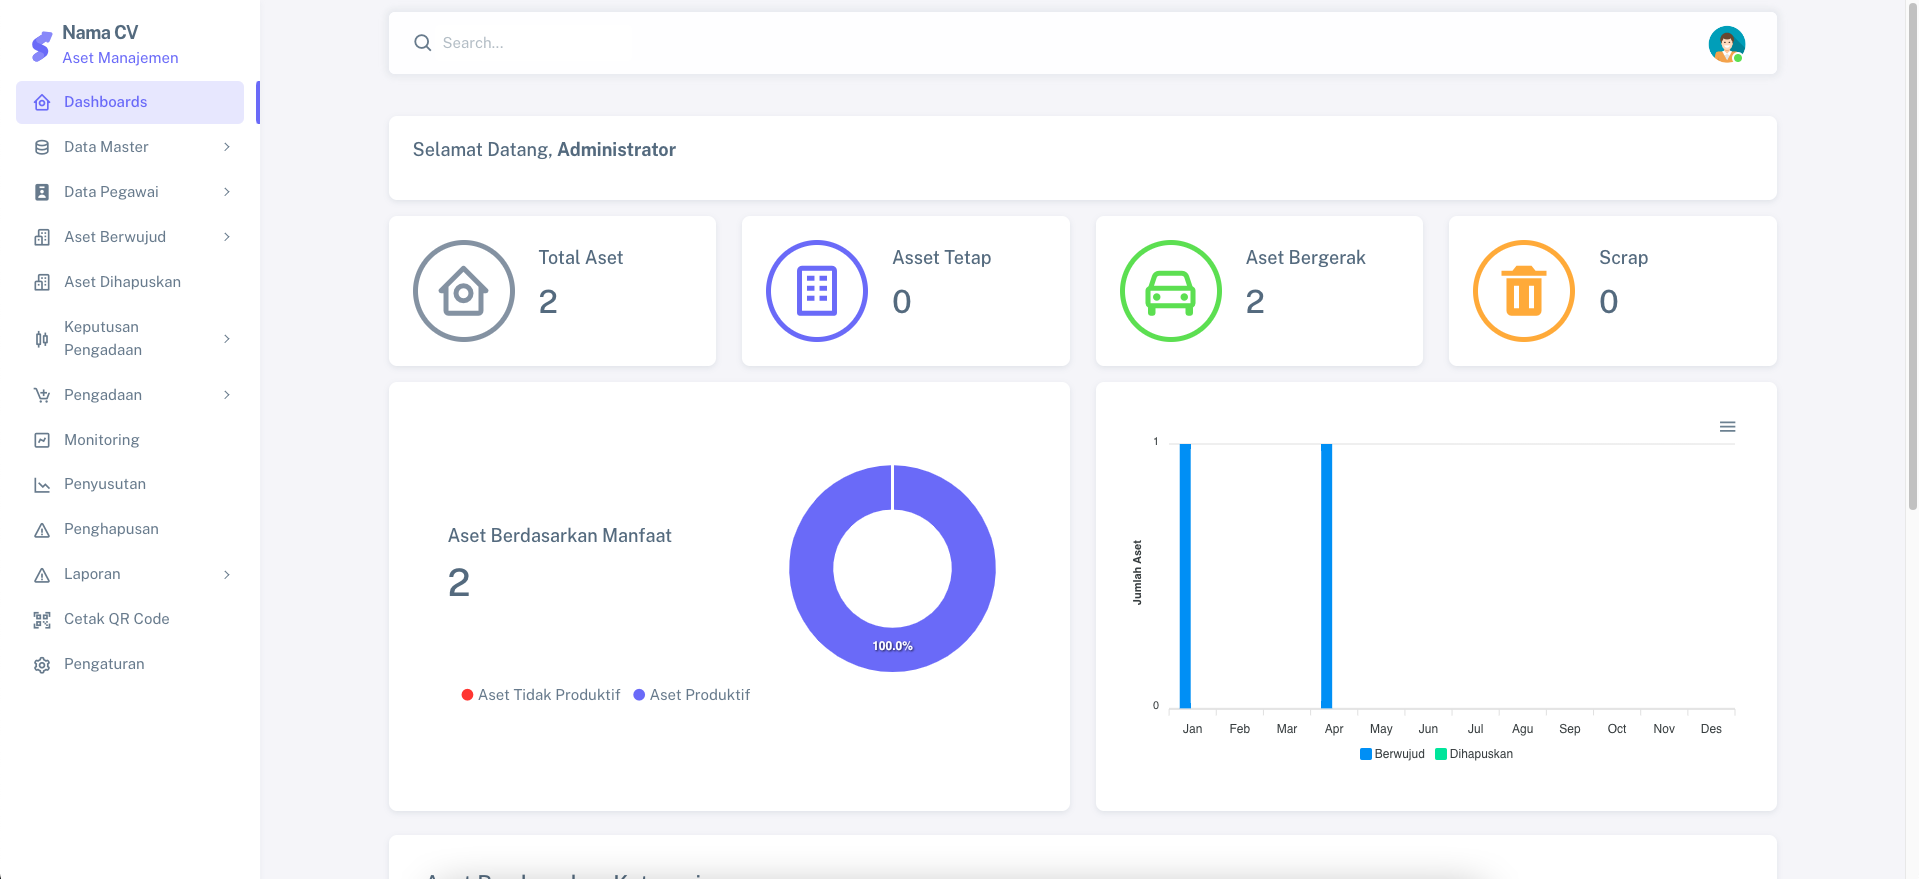 Nama CV
Aset Manajemen
Dashboards
Data Master
Data Pegawai
Aset Berwujud
Aset Dihapuskan
Keputusan
Pengadaan
Pengadaan
Monitoring
Penyusutan
Penghapusan
Laporan
Cetak QR Code
Pengaturan
Search...
Selamat Datang, Administrator
Total Aset
2
Asset Tetap
0
Aset Bergerak
2
Scrap
0
Aset Berdasarkan Manfaat
2
100.0%
Aset Tidak Produktif Aset Produktif
1
Jumlah Aset
0
Jan Feb Mar Apr May Jun Jul Agu Sep Oct Nov Des
Berwujud Dihapuskan